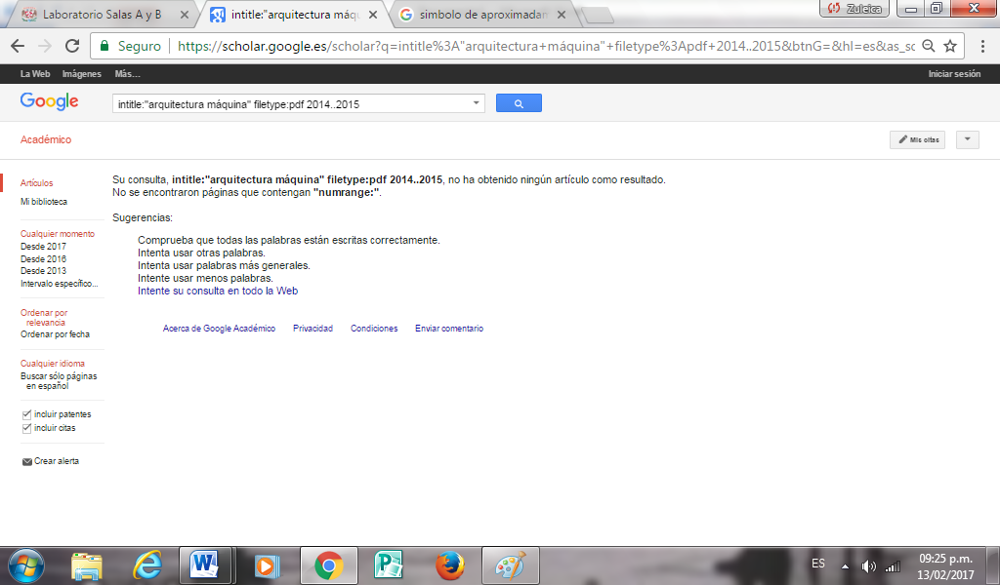 Laboratorio Salas A y B
intitle:"arquitectura máqu
simbolo de aproximadam
Zuleica
Seguro
https://scholar.google.es/scholar?q=intitle%3A"arquitectura+máquina"+filetype%3Apdf+2014..2015&btnG=&hl=es&as_sc
La Web Imágenes Más... Iniciar sesión
Google
intitle:"arquitectura máquina" filetype:pdf 2014..2015
Académico
Mis citas
Artículos
Mi biblioteca
Cualquier momento
Desde 2017
Desde 2016
Desde 2013
Intervalo específico...
Ordenar por
relevancia
Ordenar por fecha
Cualquier idioma
Buscar sólo páginas
en español
incluir patentes
incluir citas
Crear alerta
Su consulta, intitle:"arquitectura máquina" filetype:pdf 2014..2015, no ha obtenido ningún artículo como resultado.
No se encontraron páginas que contengan "numrange:".
Sugerencias:
Comprueba que todas las palabras están escritas correctamente.
Intenta usar otras palabras.
Intenta usar palabras más generales.
Intente usar menos palabras.
Intente su consulta en todo la Web
Acerca de Google Académico Privacidad Condiciones Enviar comentario
ES
09:25 p.m.
13/02/2017